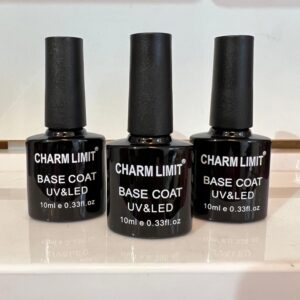 CHARM LIMIT®
BASE COAT
UV&LED
10ml e 0.33fl.oz
CHARM LIMIT®
BASE COAT
UV&LED
10ml e 0.33fl.oz
CHARM LIMIT®
BASE COAT
UV&LED
10ml e 0.33fl.oz